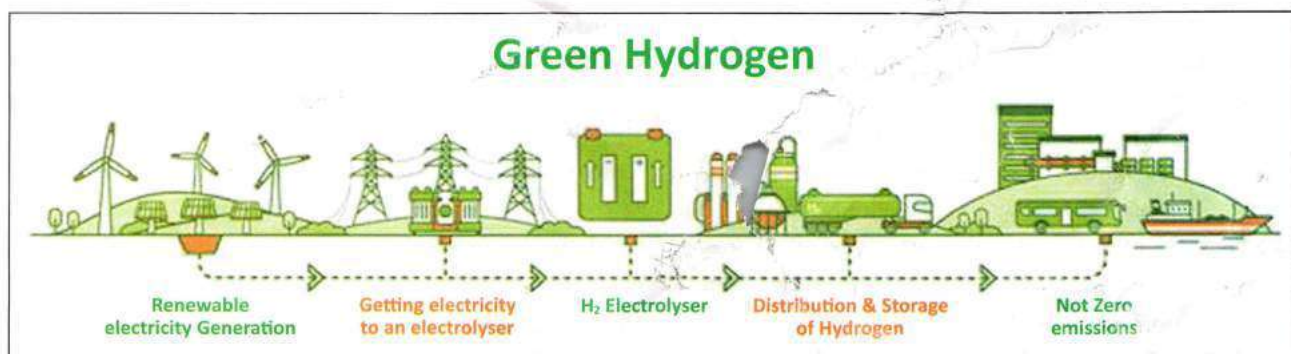 Green Hydrogen
Renewable
electricity Generation
Getting electricity
to an electrolyser
H₂ Electrolyser
Distribution & Storage
of Hydrogen
Not Zero
emissions